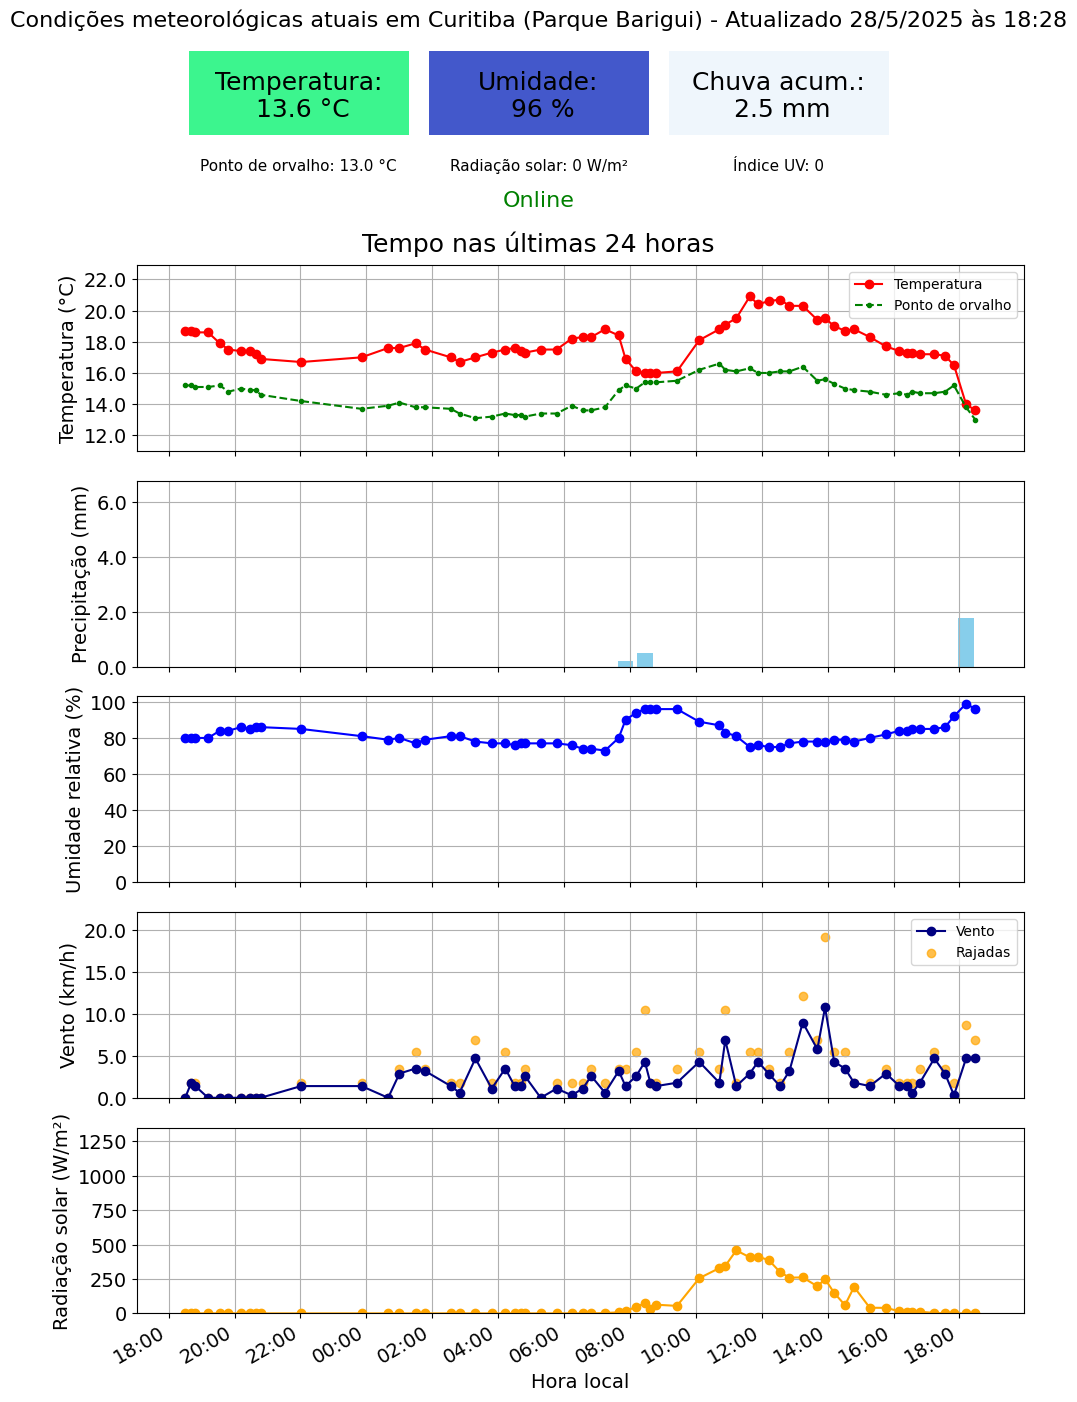 Condições meteorológicas atuais em Curitiba (Parque Barigui) - Atualizado 28/5/2025 às 18:28
Temperatura:
13.6 °C
Umidade:
96 %
Chuva acum.:
2.5 mm
Ponto de orvalho: 13.0 °C
Radiação solar: 0 W/m²
Índice UV: 0
Online
Tempo nas últimas 24 horas
Temperatura (°C)
22.0
20.0
18.0
16.0
14.0
12.0
Temperatura
Ponto de orvalho
Precipitação (mm)
6.0
4.0
2.0
0.0
Umidade relativa (%)
100
80
60
40
20
0
Vento (km/h)
20.0
15.0
10.0
5.0
0.0
Vento
Rajadas
Radiação solar (W/m²)
1250
1000
750
500
250
0
18:00
20:00
22:00
00:00
02:00
04:00
06:00
08:00
10:00
12:00
14:00
16:00
18:00
Hora local